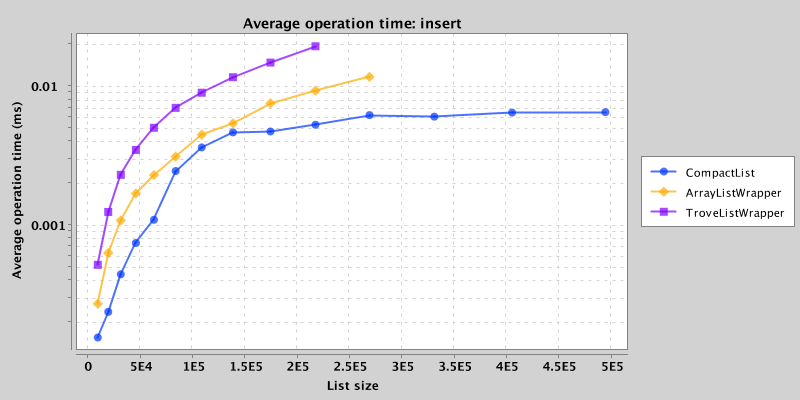 Average operation time: insert
Average operation time (ms)
0.01
0.001
0 5E4 1E5 1.5E5 2E5 2.5E5 3E5 3.5E5 4E5 4.5E5 5E5
List size
CompactList
ArrayListWrapper
TroveListWrapper